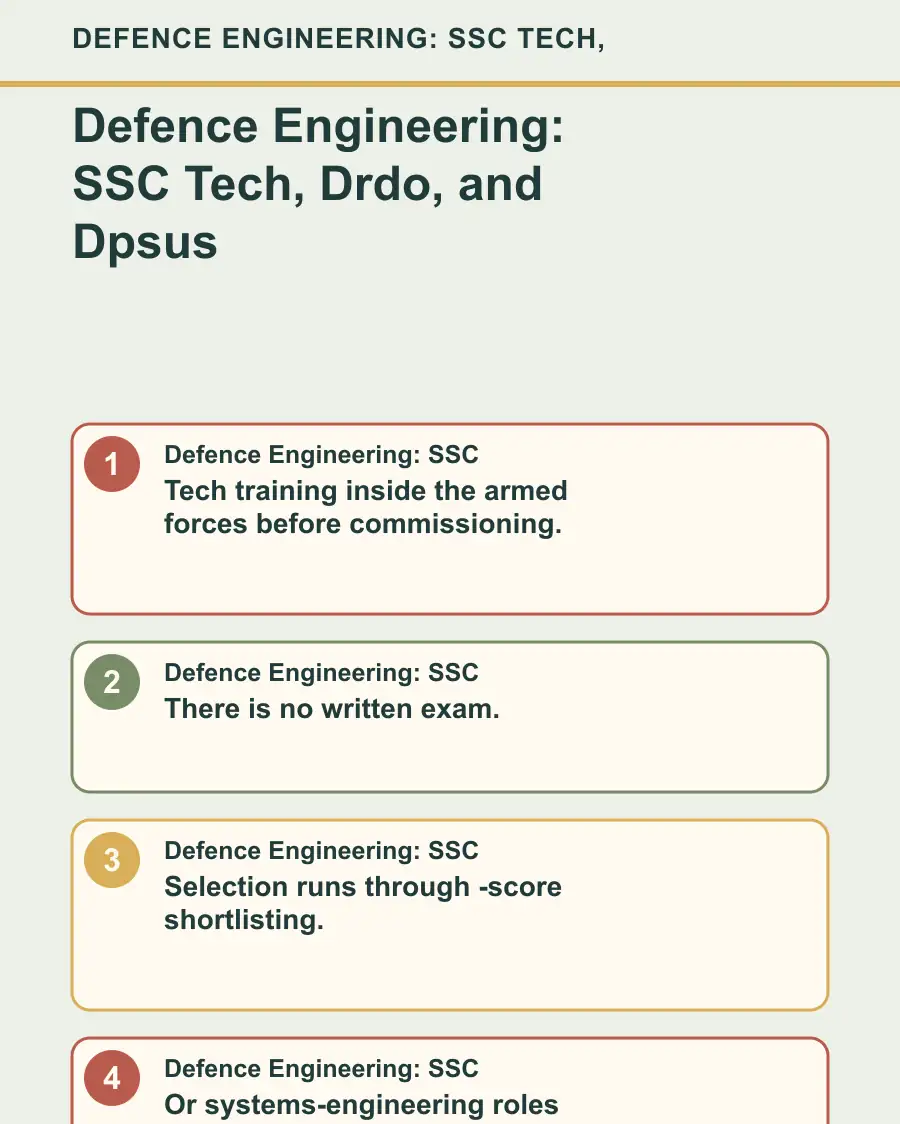 DEFENCE ENGINEERING: SSC TECH,
Defence Engineering:
SSC Tech, Drdo, and
Dpsus
1
Defence Engineering: SSC
Tech training inside the armed
forces before commissioning.
2
Defence Engineering: SSC
There is no written exam.
3
Defence Engineering: SSC
Selection runs through -score
shortlisting.
4
Defence Engineering: SSC
Or systems-engineering roles